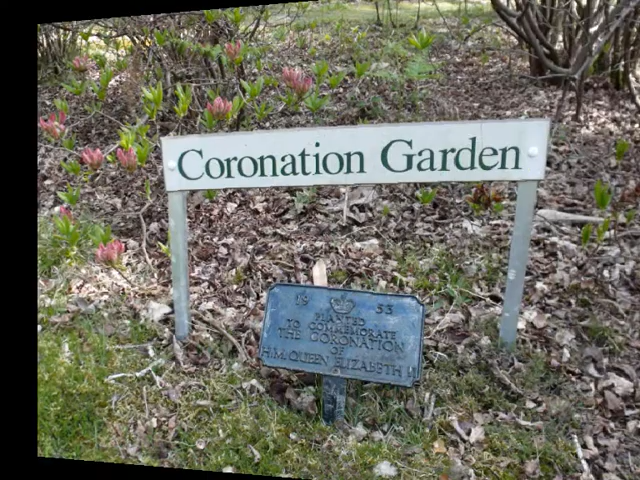 Coronation Garden
19 53
PLANTED
TO COMMEMORATE
THE CORONATION
OF
H.M. QUEEN ELIZABETH II